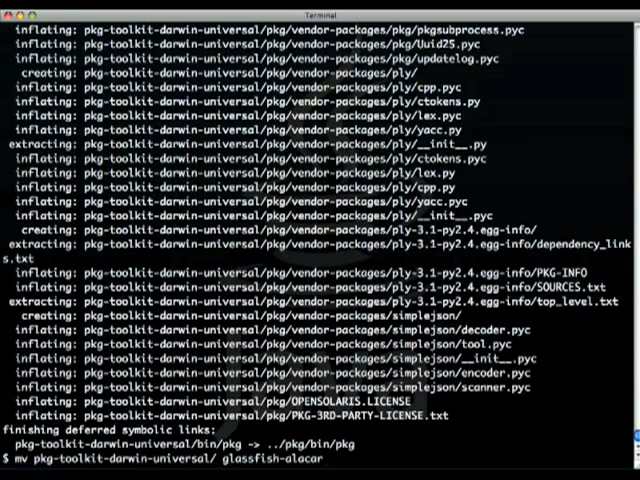 Terminal
inflating: pkg-toolkit-darwin-universal/pkg/vendor-packages/pkg/pkgsubprocess.pyc
inflating: pkg-toolkit-darwin-universal/pkg/vendor-packages/pkg/Uuid25.pyc
inflating: pkg-toolkit-darwin-universal/pkg/vendor-packages/pkg/updatelog.pyc
creating: pkg-toolkit-darwin-universal/pkg/vendor-packages/ply/
inflating: pkg-toolkit-darwin-universal/pkg/vendor-packages/ply/cpp.pyc
inflating: pkg-toolkit-darwin-universal/pkg/vendor-packages/ply/ctokens.py
inflating: pkg-toolkit-darwin-universal/pkg/vendor-packages/ply/lex.pyc
inflating: pkg-toolkit-darwin-universal/pkg/vendor-packages/ply/yacc.py
extracting: pkg-toolkit-darwin-universal/pkg/vendor-packages/ply/__init__.py
inflating: pkg-toolkit-darwin-universal/pkg/vendor-packages/ply/ctokens.pyc
inflating: pkg-toolkit-darwin-universal/pkg/vendor-packages/ply/lex.py
inflating: pkg-toolkit-darwin-universal/pkg/vendor-packages/ply/cpp.py
inflating: pkg-toolkit-darwin-universal/pkg/vendor-packages/ply/yacc.pyc
inflating: pkg-toolkit-darwin-universal/pkg/vendor-packages/ply/__init__.pyc
creating: pkg-toolkit-darwin-universal/pkg/vendor-packages/ply-3.1-py2.4.egg-info/
extracting: pkg-toolkit-darwin-universal/pkg/vendor-packages/ply-3.1-py2.4.egg-info/dependency_link
s.txt
inflating: pkg-toolkit-darwin-universal/pkg/vendor-packages/ply-3.1-py2.4.egg-info/PKG-INFO
inflating: pkg-toolkit-darwin-universal/pkg/vendor-packages/ply-3.1-py2.4.egg-info/SOURCES.txt
extracting: pkg-toolkit-darwin-universal/pkg/vendor-packages/ply-3.1-py2.4.egg-info/top_level.txt
creating: pkg-toolkit-darwin-universal/pkg/vendor-packages/simplejson/
inflating: pkg-toolkit-darwin-universal/pkg/vendor-packages/simplejson/decoder.pyc
inflating: pkg-toolkit-darwin-universal/pkg/vendor-packages/simplejson/tool.pyc
inflating: pkg-toolkit-darwin-universal/pkg/vendor-packages/simplejson/__init__.pyc
inflating: pkg-toolkit-darwin-universal/pkg/vendor-packages/simplejson/encoder.pyc
inflating: pkg-toolkit-darwin-universal/pkg/vendor-packages/simplejson/scanner.pyc
inflating: pkg-toolkit-darwin-universal/pkg/OPENSOLARIS.LICENSE
inflating: pkg-toolkit-darwin-universal/pkg/PKG-3RD-PARTY-LICENSE.txt
finishing deferred symbolic links:
pkg-toolkit-darwin-universal/bin/pkg -> ../pkg/bin/pkg
$ mv pkg-toolkit-darwin-universal/ glassfish-alacar